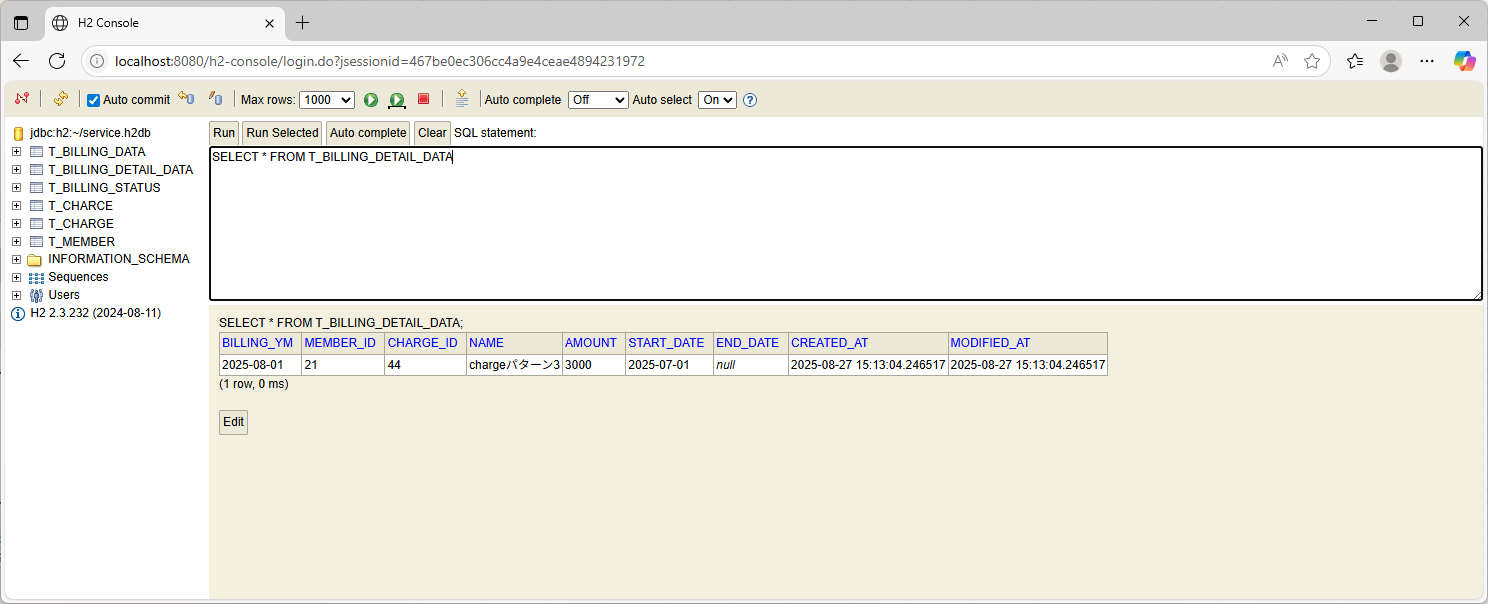 H2 Console
localhost:8080/h2-console/login.do?jsessionid=467be0ec306cc4a9e4ceae4894231972
Auto commit Max rows: 1000 Auto complete Off Auto select On
jdbc:h2:~/service.h2db
T_BILLING_DATA
T_BILLING_DETAIL_DATA
T_BILLING_STATUS
T_CHARCE
T_CHARGE
T_MEMBER
INFORMATION_SCHEMA
Sequences
Users
H2 2.3.232 (2024-08-11)
Run Run Selected Auto complete Clear SQL statement:
SELECT * FROM T_BILLING_DETAIL_DATA
SELECT * FROM T_BILLING_DETAIL_DATA;
BILLING_YM MEMBER_ID CHARGE_ID NAME AMOUNT START_DATE END_DATE CREATED_AT MODIFIED_AT
2025-08-01 21 44 chargeパターン3 3000 2025-07-01 null 2025-08-27 15:13:04.246517 2025-08-27 15:13:04.246517
(1 row, 0 ms)
Edit